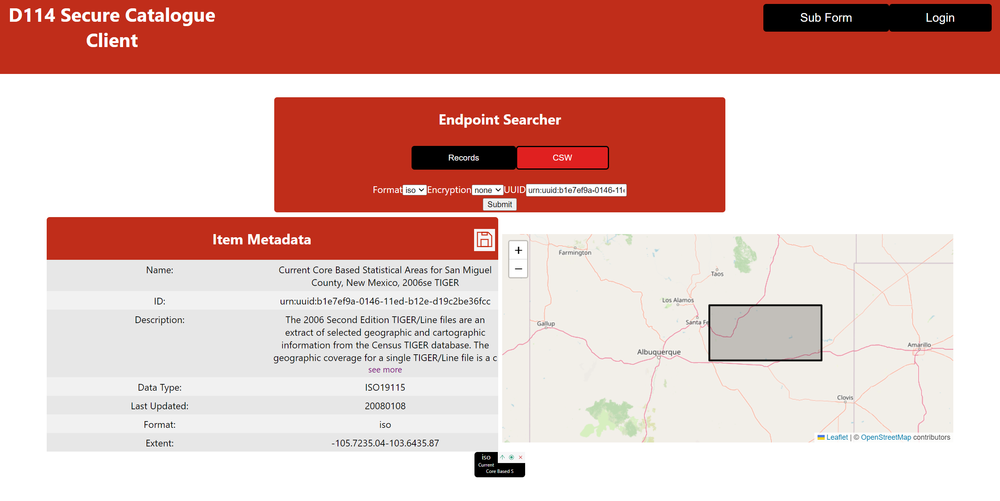 D114 Secure Catalogue
Client
Sub Form
Login
Endpoint Searcher
Records
CSW
Format iso Encryption none UUID urn:uuid:b1e7ef9a-0146-11
Submit
Item Metadata
Name:
Current Core Based Statistical Areas for San Miguel
County, New Mexico, 2006se TIGER
ID:
urn:uuid:b1e7ef9a-0146-11ed-b12e-d19c2be36fcc
Description:
The 2006 Second Edition TIGER/Line files are an
extract of selected geographic and cartographic
information from the Census TIGER database. The
geographic coverage for a single TIGER/Line file is a c
see more
Data Type:
ISO19115
Last Updated:
20080108
Format:
iso
Extent:
-105.7235.04-103.6435.87
+
−
Farmington
Taos
Los Alamos
Santa Fe
Gallup
Albuquerque
Amarillo
Clovis
Leaflet | © OpenStreetMap contributors
iso
Current
Core Based S